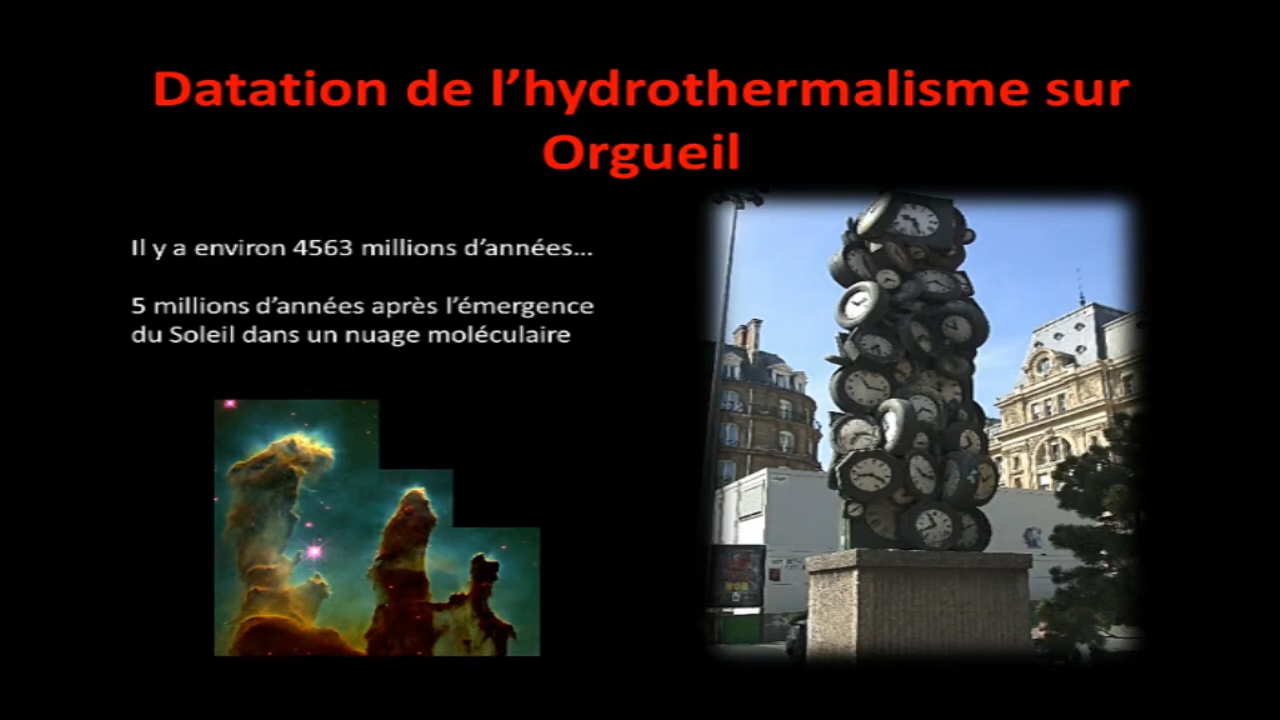 Datation de l’hydrothermalisme sur
Orgueil
Il y a environ 4563 millions d’années...
5 millions d’années après l’émergence
du Soleil dans un nuage moléculaire